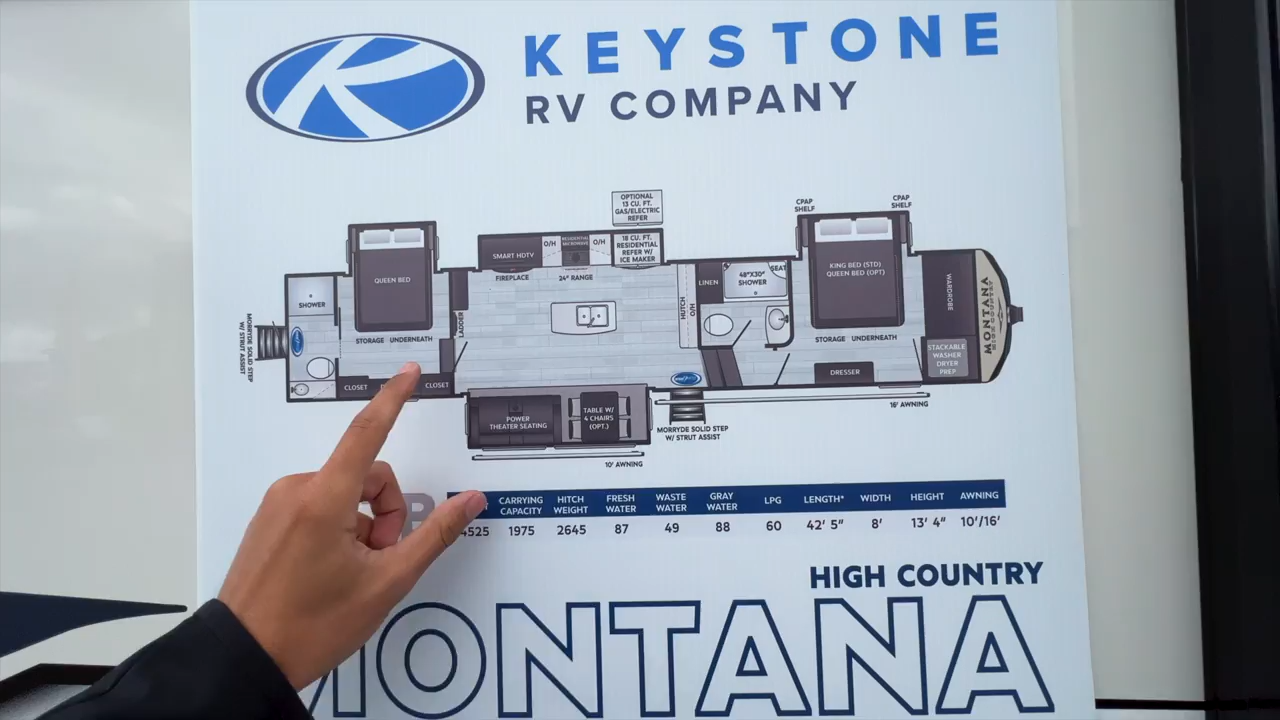 KEYSTONE
RV COMPANY
OPTIONAL
13 CU. FT.
GAS/ELECTRIC
REFER
CPAP
SHELF
CPAP
SHELF
SMART HDTV
O/H
RESIDENTIAL
MICROWAVE
O/H
18 CU. FT.
RESIDENTIAL
REFER W/
ICE MAKER
FIREPLACE
24" RANGE
QUEEN BED
SHOWER
LADDER
HUTCH
O/H
LINEN
48"X30"
SHOWER
SEAT
KING BED (STD)
QUEEN BED (OPT)
WARDROBE
MONTANA
MORRYDE SOLID STEP
W/ STRUT ASSIST
STORAGE UNDERNEATH
STORAGE UNDERNEATH
STACKABLE
WASHER
DRYER
PREP
CLOSET
CLOSET
DRESSER
POWER
THEATER SEATING
TABLE W/
4 CHAIRS
(OPT.)
MORRYDE SOLID STEP
W/ STRUT ASSIST
16' AWNING
10' AWNING
CARRYING CAPACITY HITCH WEIGHT FRESH WATER WASTE WATER GRAY WATER LPG LENGTH* WIDTH HEIGHT AWNING
4525 1975 2645 87 49 88 60 42' 5" 8' 13' 4" 10'/16'
HIGH COUNTRY
MONTANA